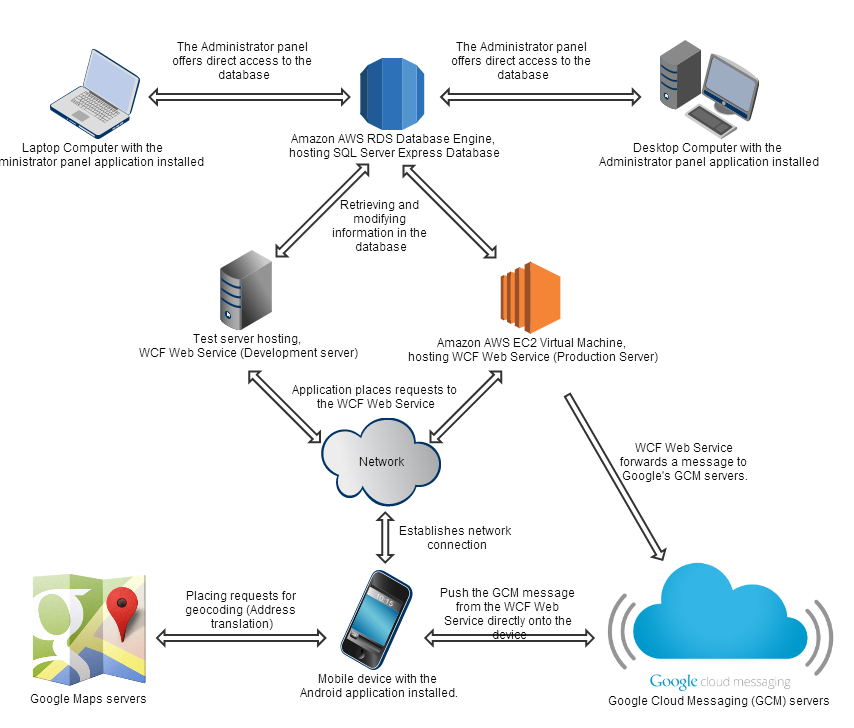 The Administrator panel
offers direct access to the
database
The Administrator panel
offers direct access to the
database
Laptop Computer with the
ministrator panel application installed
Amazon AWS RDS Database Engine,
hosting SQL Server Express Database
Desktop Computer with the
Administrator panel application installed
Retrieving and
modifying
information in the
database
Test server hosting,
WCF Web Service (Development server)
Amazon AWS EC2 Virtual Machine,
hosting WCF Web Service (Production Server)
Application places requests to
the WCF Web Service
Network
WCF Web Service
forwards a message to
Google's GCM servers.
Establishes network
connection
Placing requests for
geocoding (Address
translation)
10:15
Push the GCM message
from the WCF Web
Service directly onto the
device
g
Google Maps servers
Mobile device with the
Android application installed.
Google cloud messaging
Google Cloud Messaging (GCM) servers